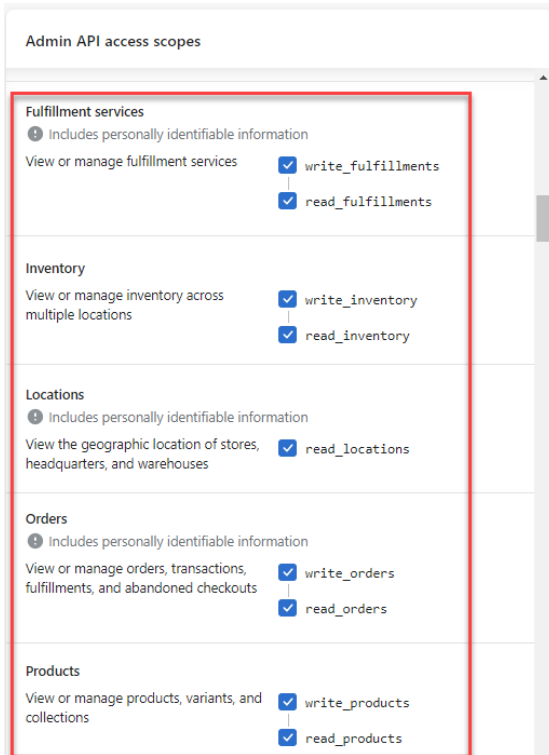 Admin API access scopes
Fulfillment services
Includes personally identifiable information
View or manage fulfillment services
write_fulfillments
read_fulfillments
Inventory
View or manage inventory across
multiple locations
write_inventory
read_inventory
Locations
Includes personally identifiable information
View the geographic location of stores,
headquarters, and warehouses
read_locations
Orders
Includes personally identifiable information
View or manage orders, transactions,
fulfillments, and abandoned checkouts
write_orders
read_orders
Products
View or manage products, variants, and
collections
write_products
read_products